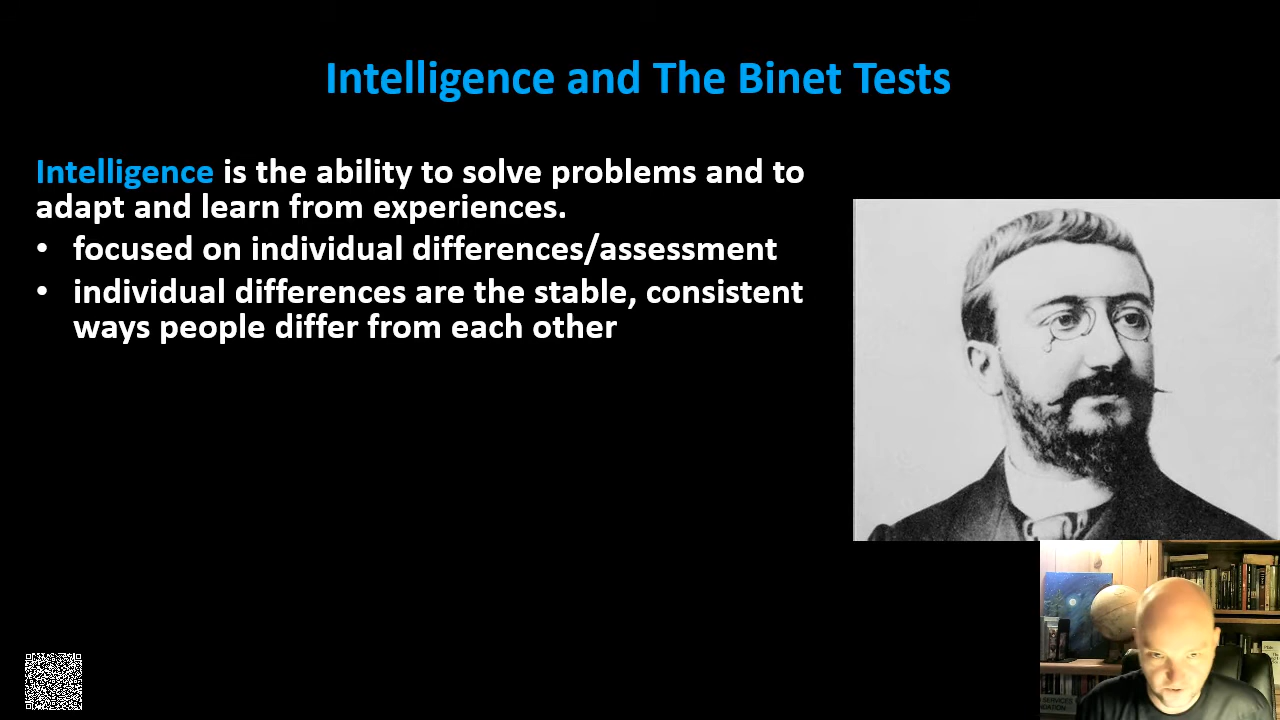 Intelligence and The Binet Tests
Intelligence is the ability to solve problems and to
adapt and learn from experiences.
• focused on individual differences/assessment
• individual differences are the stable, consistent
ways people differ from each other